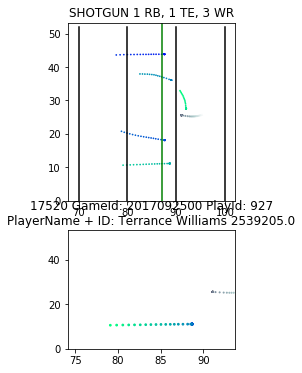 SHOTGUN 1 RB, 1 TE, 3 WR
50
40
30
20
10
0
70 80 90 100
17520 GameId: 2017092500 PlayId: 927
PlayerName + ID: Terrance Williams 2539205.0
40
20
0
75 80 85 90